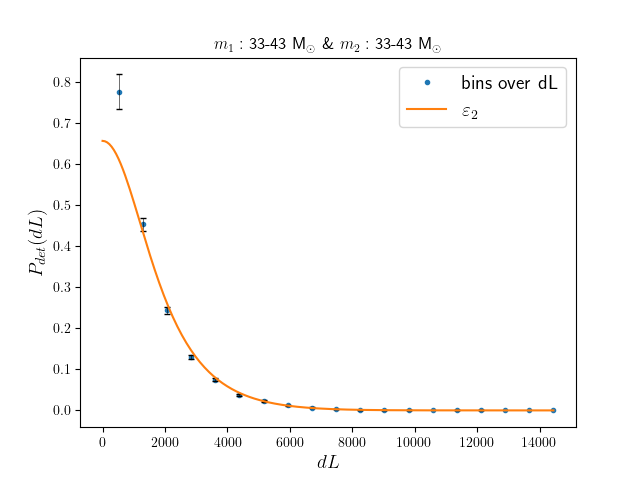 m₁ : 33-43 M☉ & m₂ : 33-43 M☉
bins over dL
ε₂
P_det(dL)
0.8
0.7
0.6
0.5
0.4
0.3
0.2
0.1
0.0
0 2000 4000 6000 8000 10000 12000 14000
dL